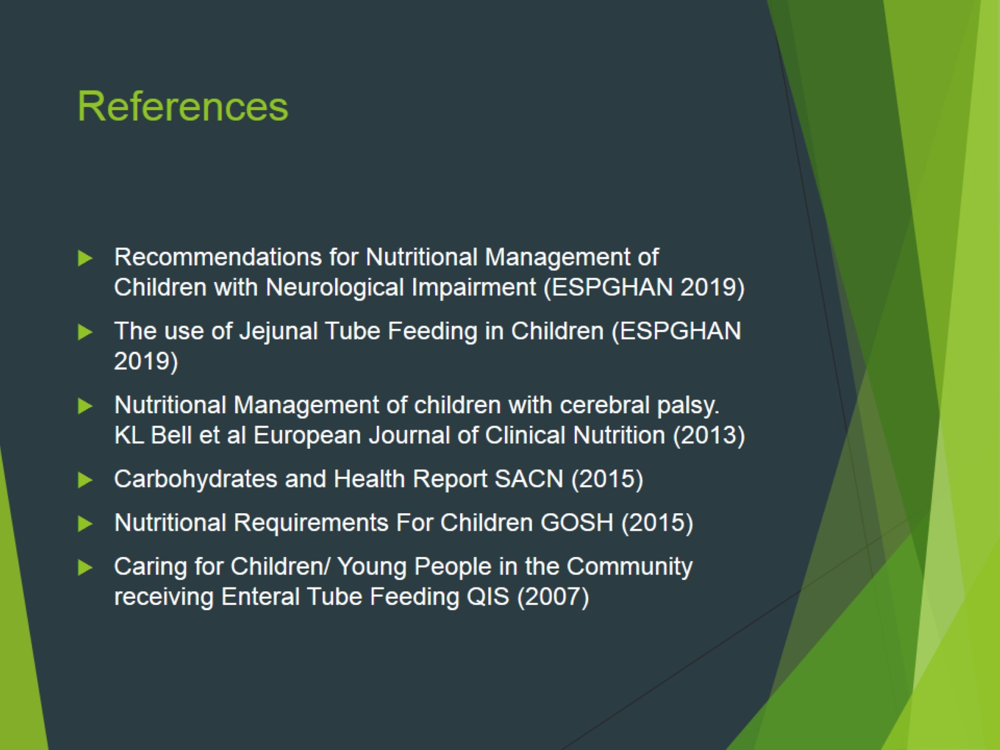 References
Recommendations for Nutritional Management of
Children with Neurological Impairment (ESPGHAN 2019)
The use of Jejunal Tube Feeding in Children (ESPGHAN
2019)
Nutritional Management of children with cerebral palsy.
KL Bell et al European Journal of Clinical Nutrition (2013)
Carbohydrates and Health Report SACN (2015)
Nutritional Requirements For Children GOSH (2015)
Caring for Children/ Young People in the Community
receiving Enteral Tube Feeding QIS (2007)